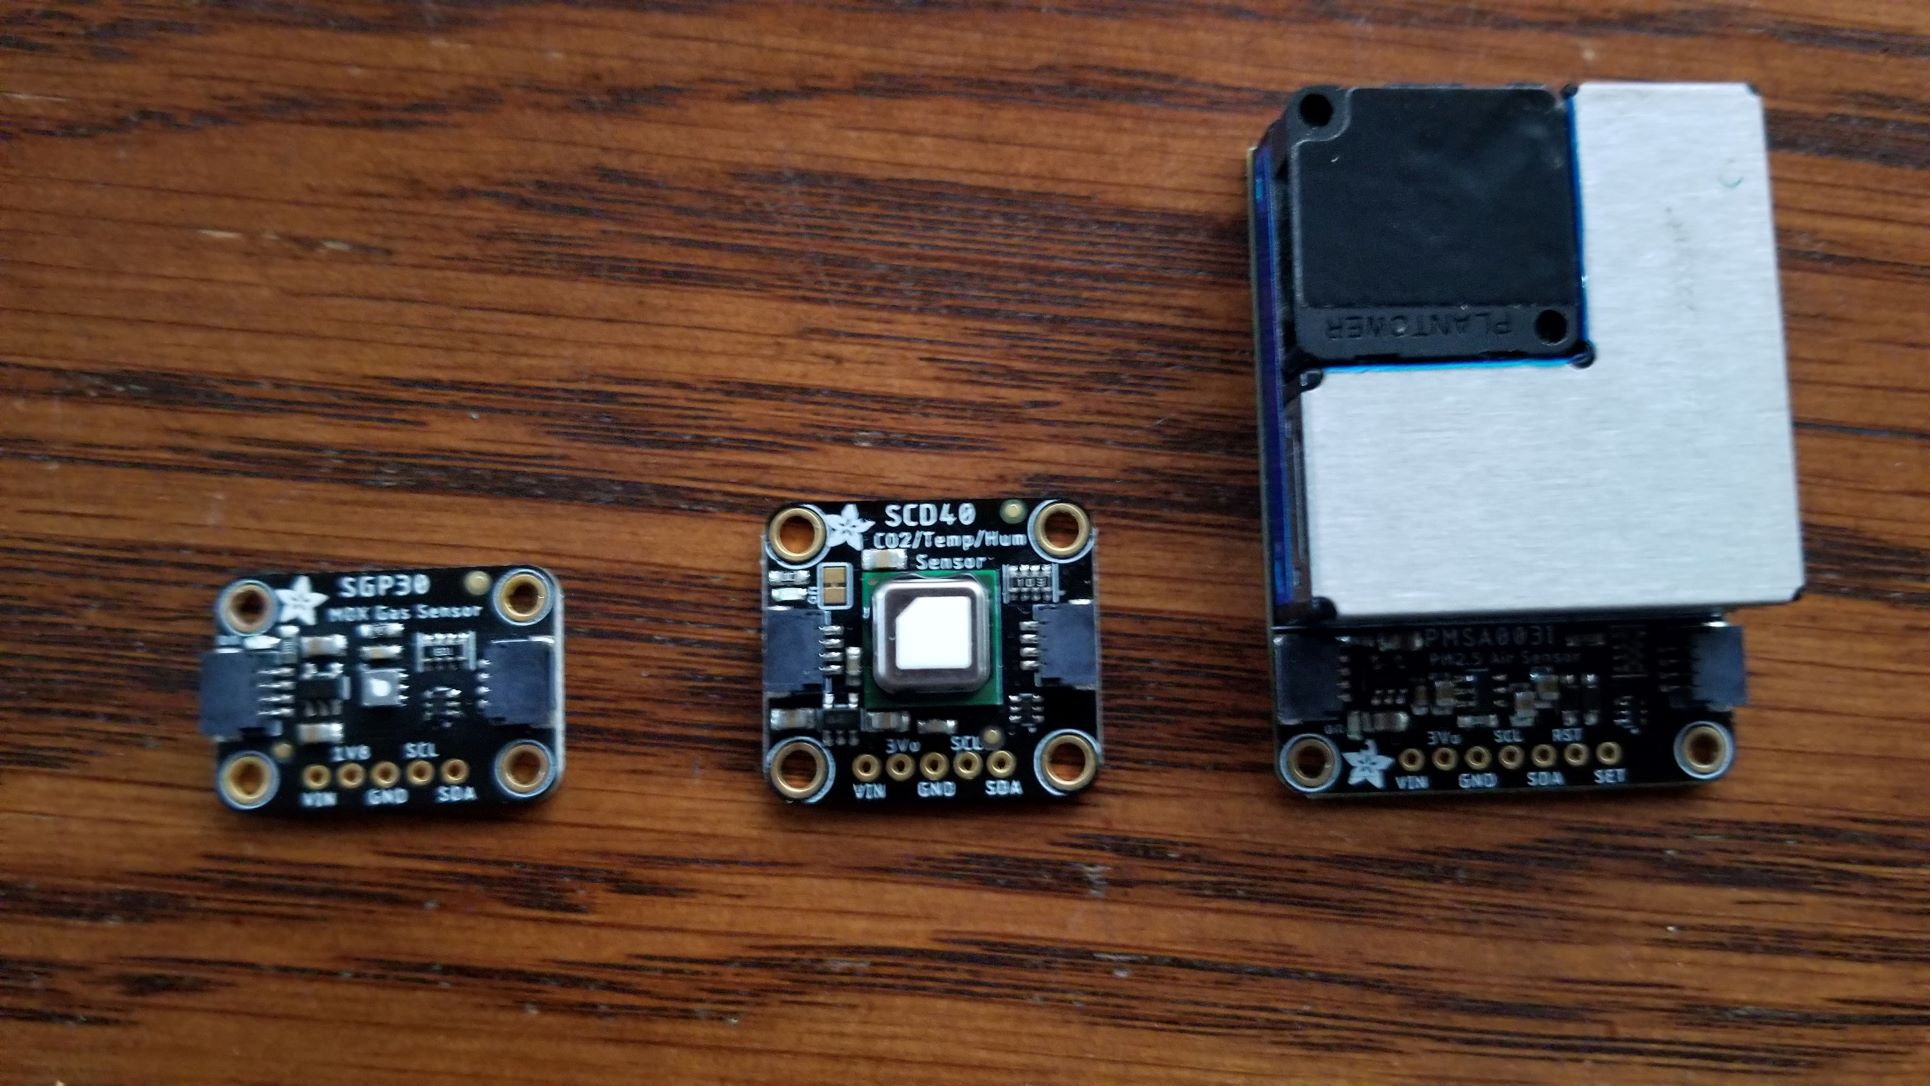 SGP30
MOX Gas Sensor
1V8 SCL
VIN GND SDA
SCD40
CO2/Temp/Hum
Sensor
3Vo SCL
VIN GND SDA
PLANTOWER
PMSA003I
PM2.5 Air Sensor
on
3Vo SCL RST
VIN GND SDA SET